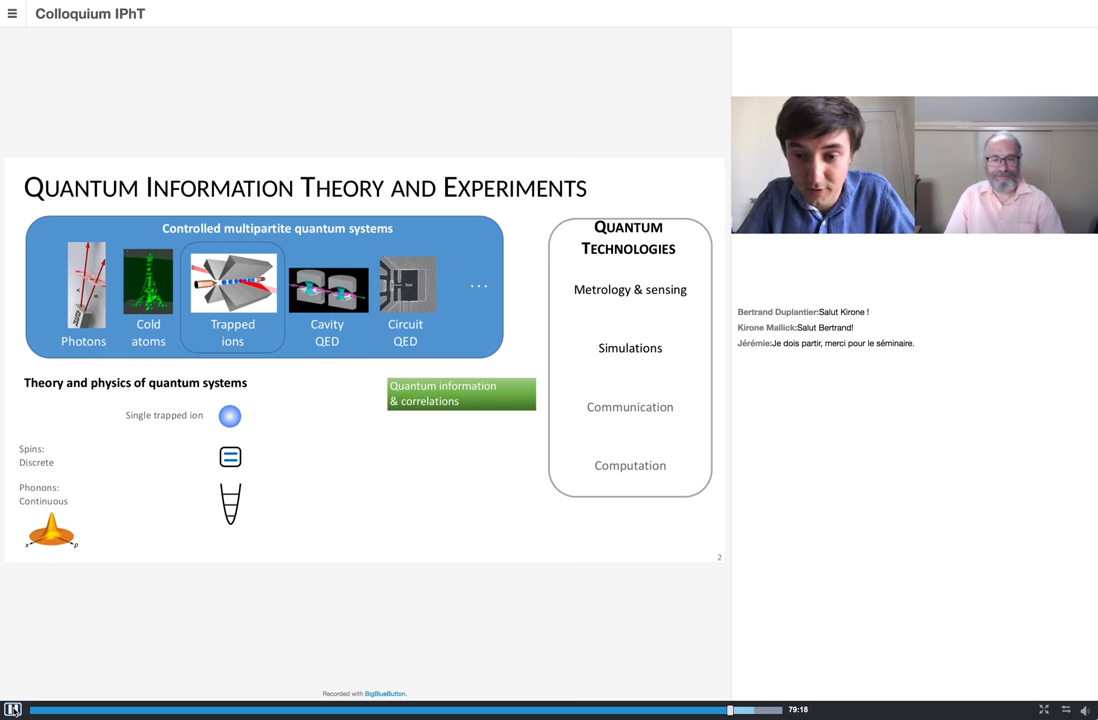 Colloquium IPhT
QUANTUM INFORMATION THEORY AND EXPERIMENTS
Controlled multipartite quantum systems
Photons
Cold
atoms
Trapped
ions
Cavity
QED
Circuit
QED
...
QUANTUM
TECHNOLOGIES
Metrology & sensing
Simulations
Communication
Computation
Theory and physics of quantum systems
Quantum information
& correlations
Single trapped ion
Spins:
Discrete
Phonons:
Continuous
x
p
2
Bertrand Duplantier:Salut Kirone !
Kirone Mallick:Salut Bertrand!
Jérémie:Je dois partir, merci pour le séminaire.
Recorded with BigBlueButton.
79:18